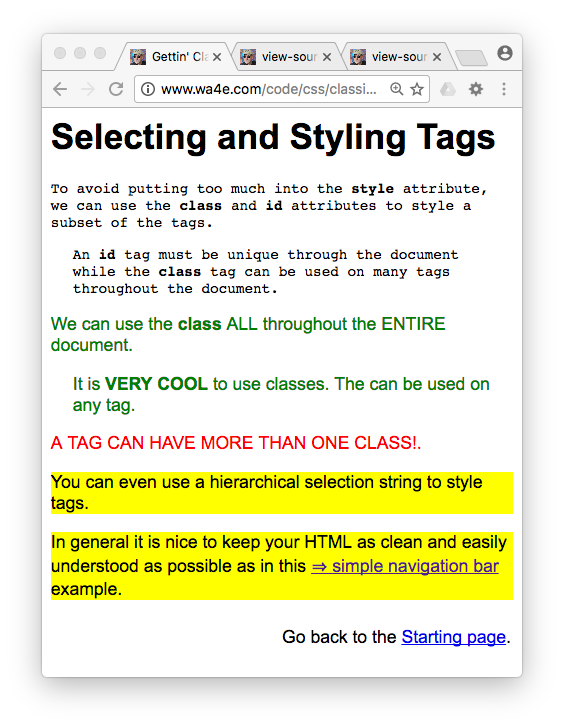 Gettin' Cla
view-sour
view-sour
www.wa4e.com/code/css/classi...
Selecting and Styling Tags
To avoid putting too much into the style attribute,
we can use the class and id attributes to style a
subset of the tags.
An id tag must be unique through the document
while the class tag can be used on many tags
throughout the document.
We can use the class ALL throughout the ENTIRE
document.
It is VERY COOL to use classes. The can be used on
any tag.
A TAG CAN HAVE MORE THAN ONE CLASS!.
You can even use a hierarchical selection string to style
tags.
In general it is nice to keep your HTML as clean and easily
understood as possible as in this ⇒ simple navigation bar
example.
Go back to the Starting page.